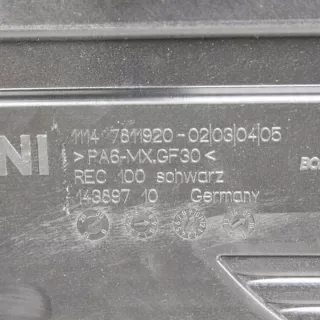 NI
1114 7811920-02|03|04|05
>PA6-MX.GF30<
REC 100 schwarz
143897 10 Germany